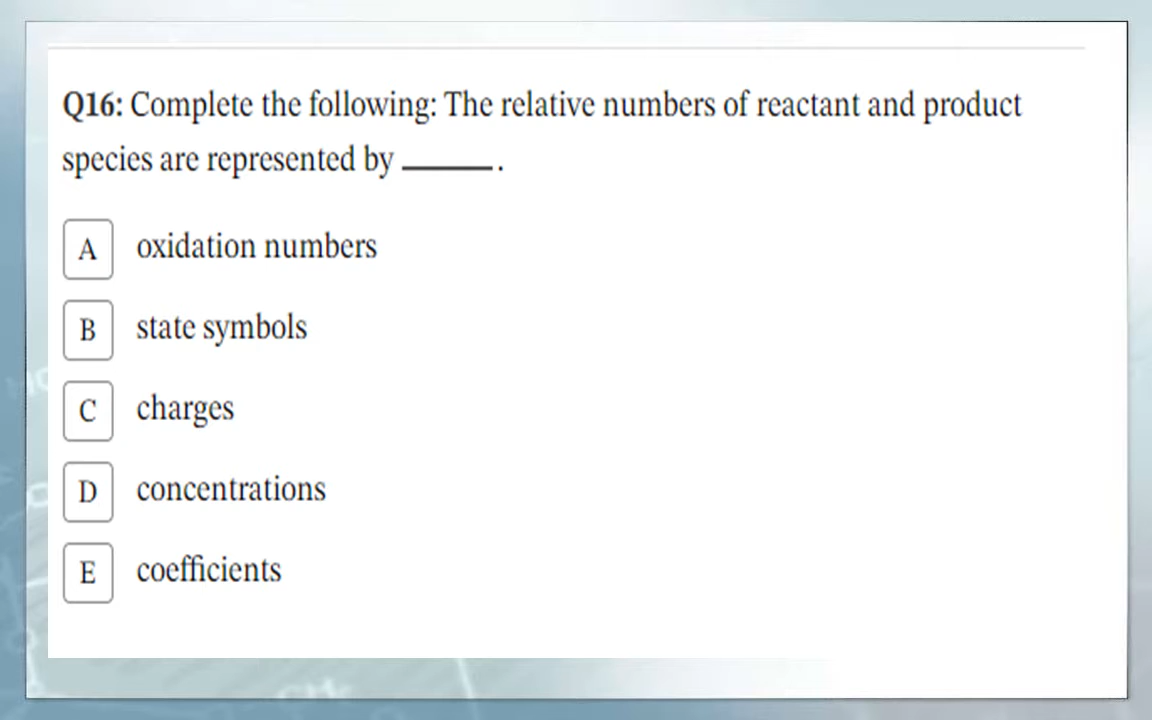 Q16: Complete the following: The relative numbers of reactant and product
species are represented by ______ .
A oxidation numbers
B state symbols
C charges
D concentrations
E coefficients